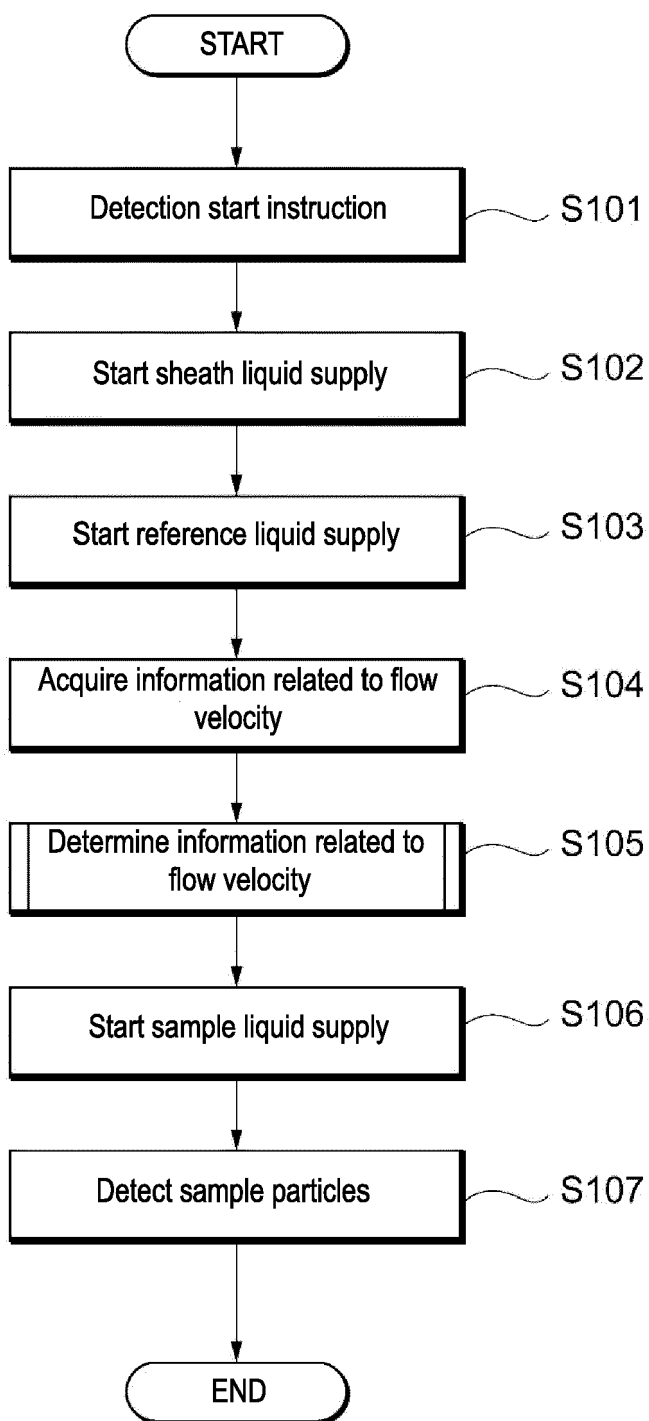 START
Detection start instruction
S101
Start sheath liquid supply
S102
Start reference liquid supply
S103
Acquire information related to flow
velocity
S104
Determine information related to
flow velocity
S105
Start sample liquid supply
S106
Detect sample particles
S107
END